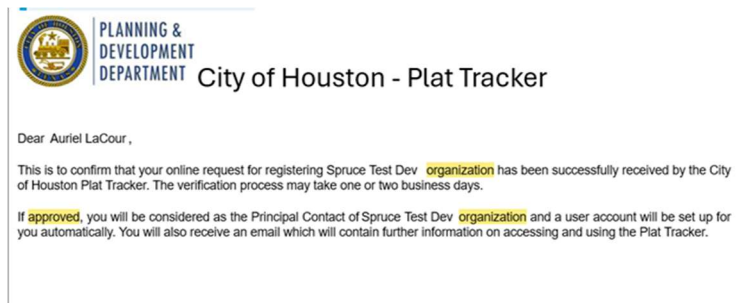 PLANNING &
DEVELOPMENT
DEPARTMENT
City of Houston - Plat Tracker
Dear Auriel LaCour,
This is to confirm that your online request for registering Spruce Test Dev organization has been successfully received by the City
of Houston Plat Tracker. The verification process may take one or two business days.
If approved, you will be considered as the Principal Contact of Spruce Test Dev organization and a user account will be set up for
you automatically. You will also receive an email which will contain further information on accessing and using the Plat Tracker.